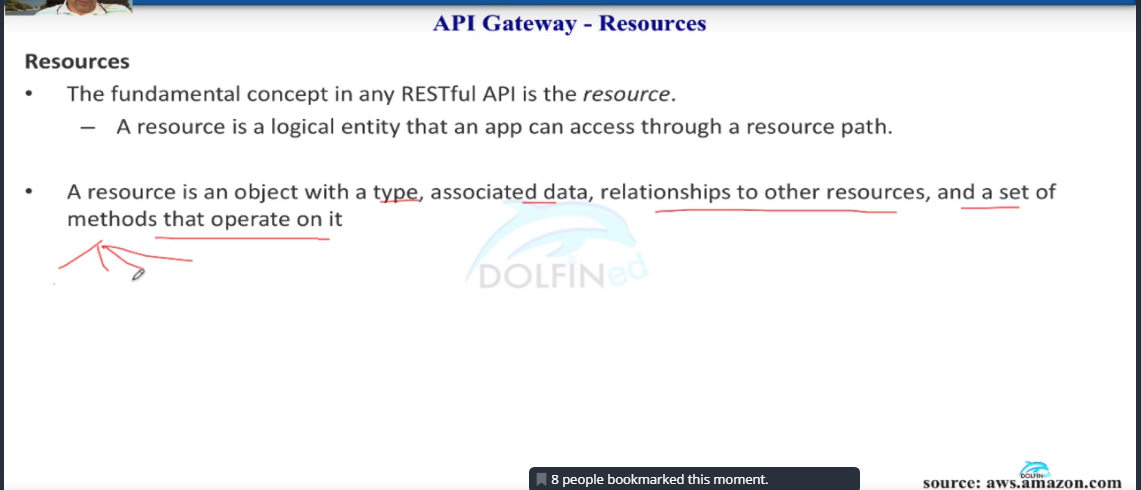 API Gateway - Resources
Resources
• The fundamental concept in any RESTful API is the resource.
– A resource is a logical entity that an app can access through a resource path.
• A resource is an object with a type, associated data, relationships to other resources, and a set of
methods that operate on it
DOLFINed
8 people bookmarked this moment.
DOLFINed
source: aws.amazon.com